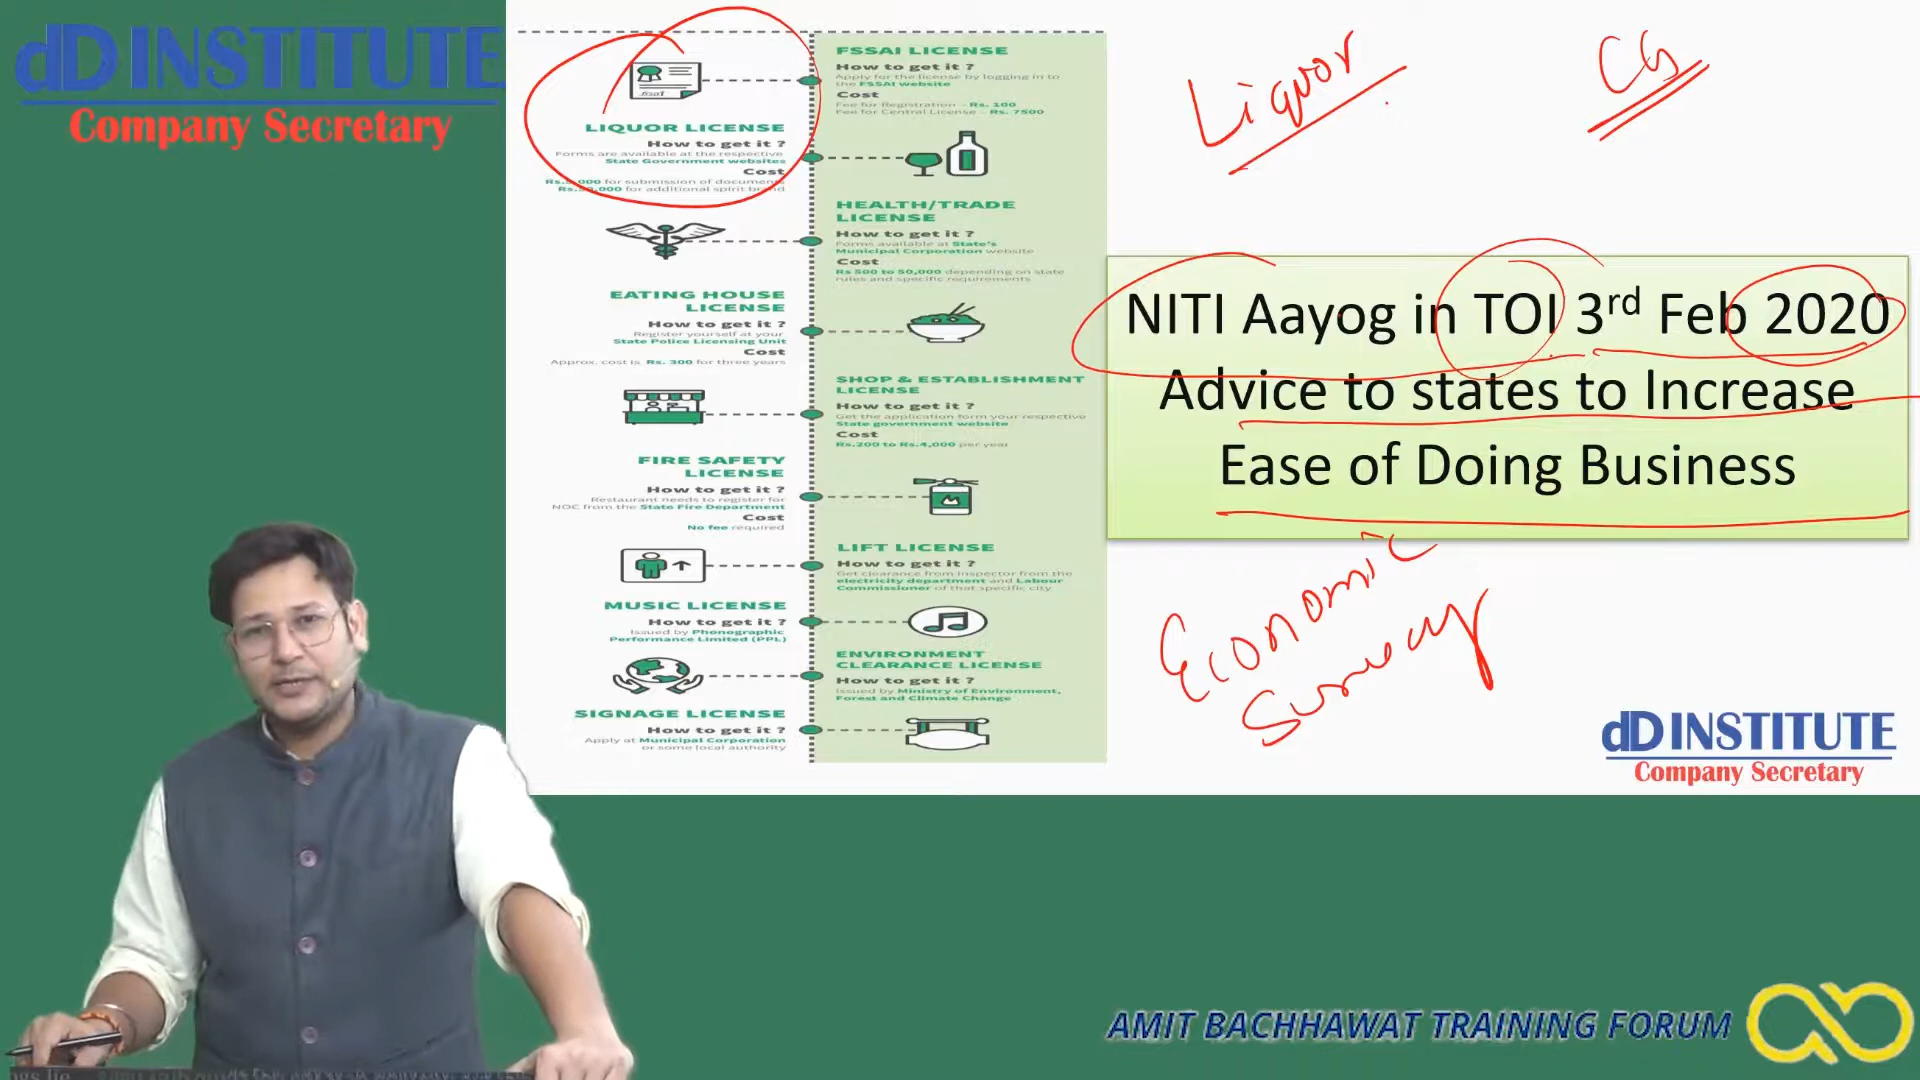 dD INSTITUTE
Company Secretary
LIQUOR LICENSE
How to get it ?
Forms are available at the respective
State Government websites
Cost
for submission of documents
for additional spirit brand
EATING HOUSE
LICENSE
How to get it ?
Register yourself at your
State Police Licensing Unit
Cost
Approx. cost is Rs. 300 for three years
FIRE SAFETY
LICENSE
How to get it ?
Restaurant needs to register for
NOC from the State Fire Department
Cost
No fee required
MUSIC LICENSE
How to get it ?
Issued by Phonographic
Performance Limited (PPL)
SIGNAGE LICENSE
How to get it ?
Apply at Municipal Corporation
or some local authority
FSSAI LICENSE
How to get it ?
Apply for the license by logging in to
the FSSAI website
Cost
Fee for Registration - Rs. 100
Fee for Central License - Rs. 7500
HEALTH/TRADE
LICENSE
How to get it ?
Forms available at State's
Municipal Corporation website
Cost
Rs 500 to 50,000 depending on state
rules and specific requirements
SHOP & ESTABLISHMENT
LICENSE
How to get it ?
Get the application form your respective
State government website
Cost
Rs.200 to Rs.4,000 per year
LIFT LICENSE
How to get it ?
Get clearance from inspector from the
electricity department and Labour
Commissioner of that specific city
ENVIRONMENT
CLEARANCE LICENSE
How to get it ?
Issued by Ministry of Environment,
Forest and Climate Change
Liquor
NITI Aayog in TOI 3rd Feb 2020
Advice to states to Increase
Ease of Doing Business
Economic
Survey
dD INSTITUTE
Company Secretary
AMIT BACHHAWAT TRAINING FORUM